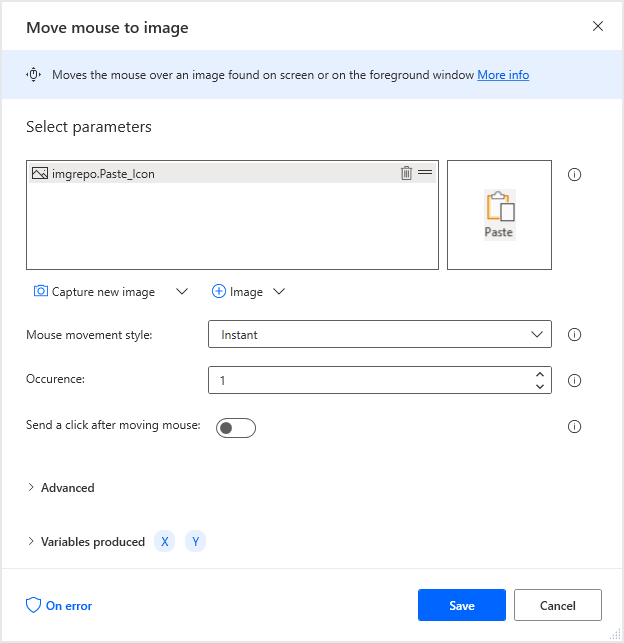 Move mouse to image
Moves the mouse over an image found on screen or on the foreground window More info
Select parameters
imgrepo.Paste_Icon
Paste
Capture new image
Image
Mouse movement style: Instant
Occurence: 1
Send a click after moving mouse:
Advanced
Variables produced X Y
On error Save Cancel